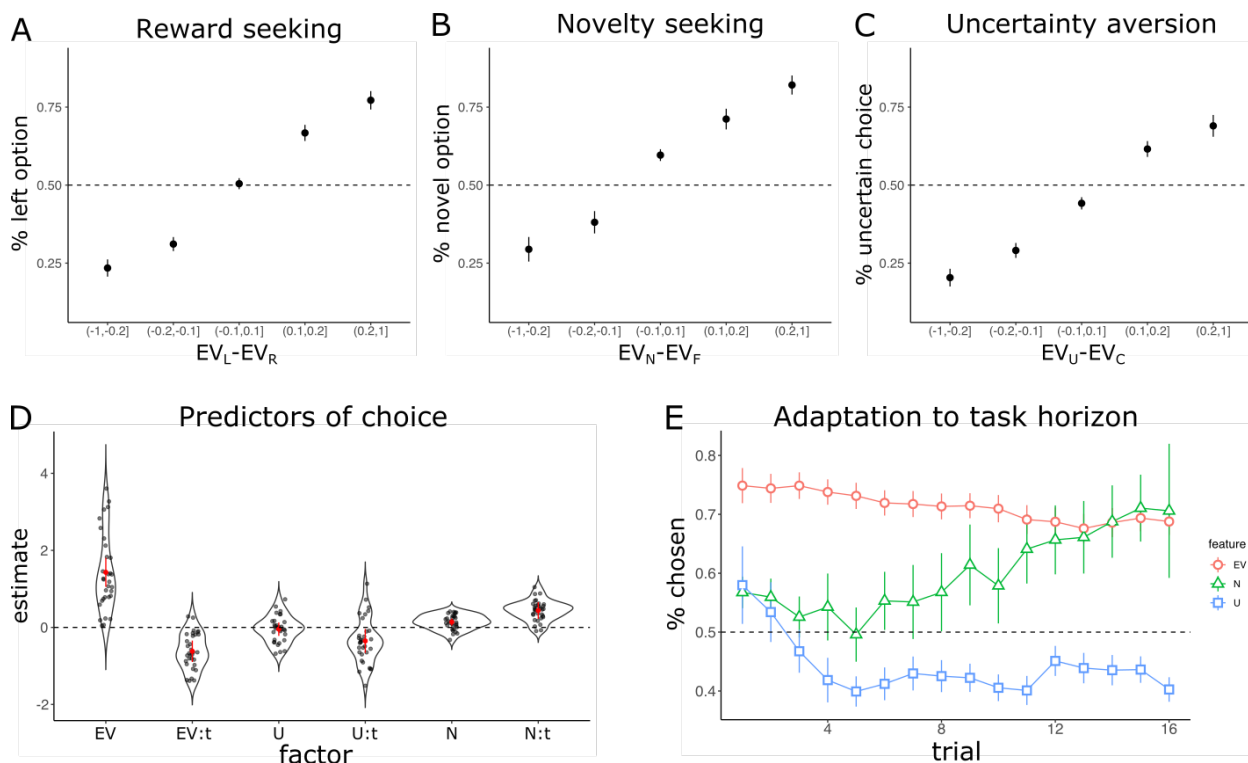 A
Reward seeking
% left option
0.75
0.50
0.25
(-1,-0.2]
(-0.2,-0.1]
(-0.1,0.1]
(0.1,0.2]
(0.2,1]
EVL-EVR
B
Novelty seeking
% novel option
0.75
0.50
0.25
(-1,-0.2]
(-0.2,-0.1]
(-0.1,0.1]
(0.1,0.2]
(0.2,1]
EVN-EVF
C
Uncertainty aversion
% uncertain choice
0.75
0.50
0.25
(-1,-0.2]
(-0.2,-0.1]
(-0.1,0.1]
(0.1,0.2]
(0.2,1]
EVU-EVC
D
Predictors of choice
estimate
4
2
0
-2
EV
EV:t
U
U:t
N
N:t
factor
E
Adaptation to task horizon
% chosen
0.8
0.7
0.6
0.5
0.4
4
8
12
16
trial
feature
EV
N
U